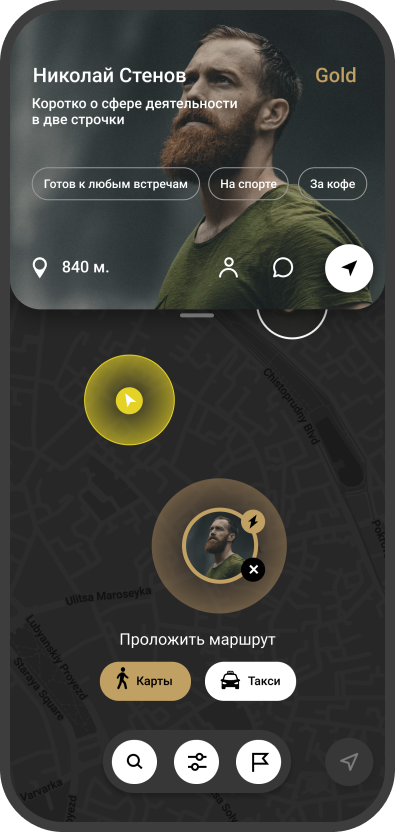 Николай Стенов
Gold
Коротко о сфере деятельности
в две строчки
Готов к любым встречам
На спорте
За кофе
840 м.
Chistoprudny Blvd
Ulitsa Maroseyka
Lubyanskiy Proyezd
Staraya Square
Проложить маршрут
Карты
Такси
Varvarka